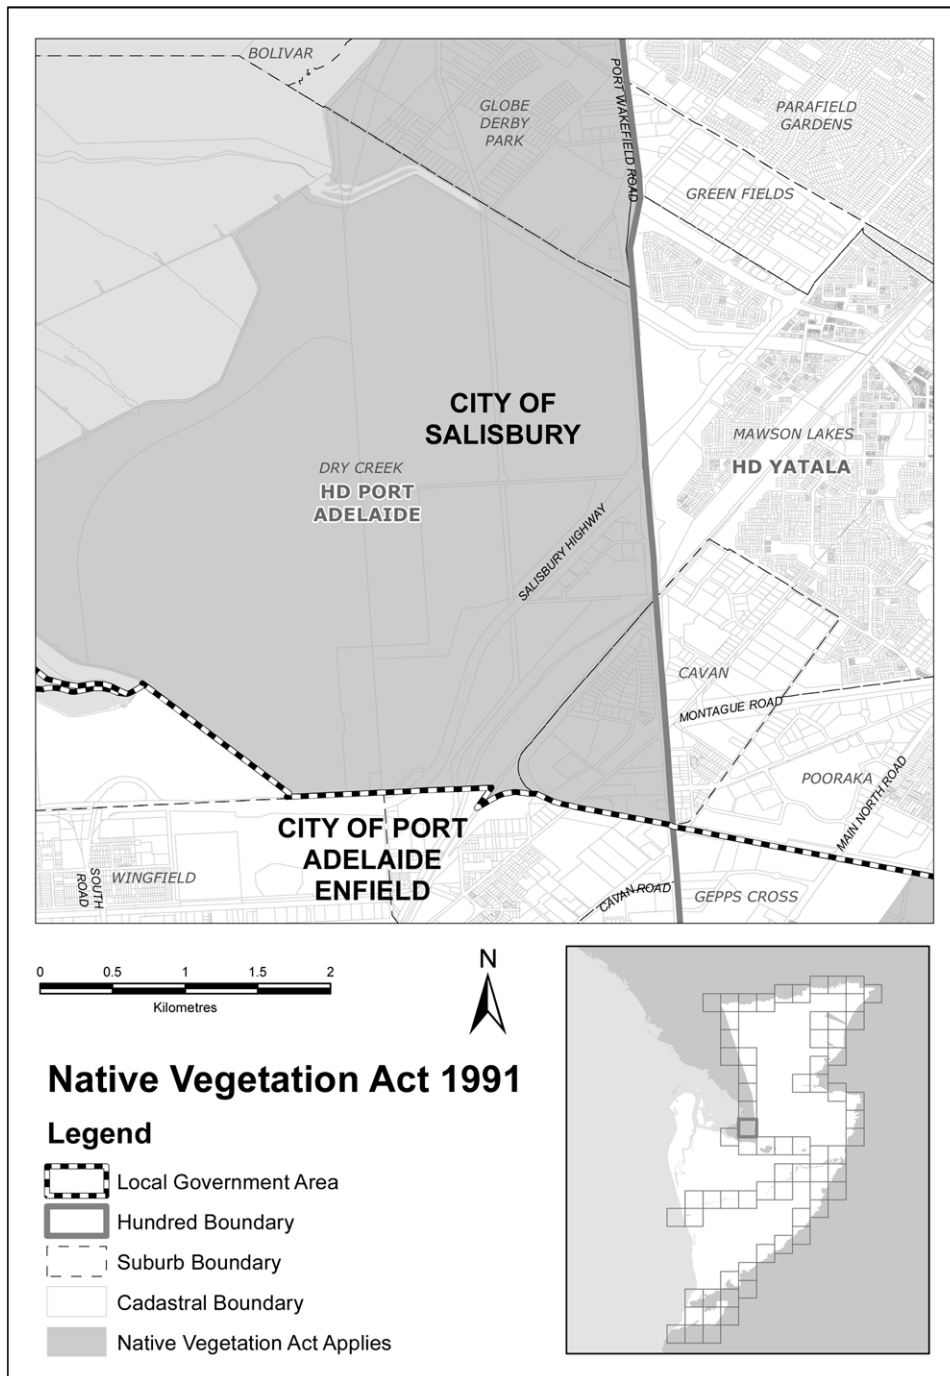 BOLIVAR
GLOBE
DERBY
PARK
PORT WAKEFIELD ROAD
PARAFIELD
GARDENS
GREEN FIELDS
CITY OF
SALISBURY
MAWSON LAKES
HD YATALA
DRY CREEK
HD PORT
ADELAIDE
SALISBURY HIGHWAY
CAVAN
MONTAGUE ROAD
POORAKA
MAIN NORTH ROAD
CITY OF PORT
ADELAIDE
ENFIELD
WINGFIELD
SOUTH
ROAD
CAVAN ROAD
GEPPS CROSS
0 0.5 1 1.5 2
Kilometres
N
Native Vegetation Act 1991
Legend
Local Government Area
Hundred Boundary
Suburb Boundary
Cadastral Boundary
Native Vegetation Act Applies